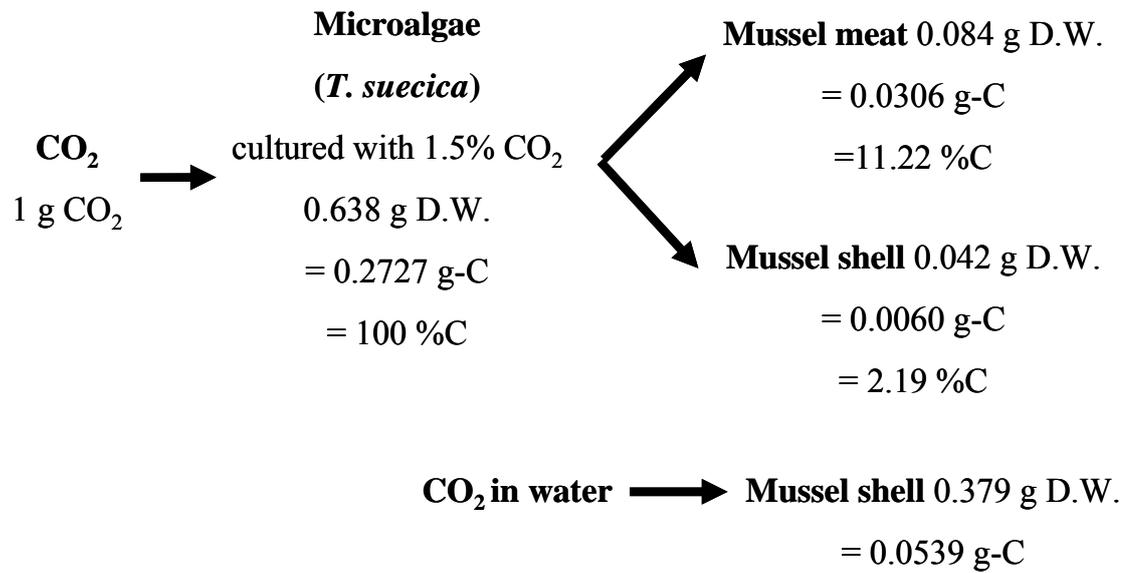 CO₂
1 g CO₂
Microalgae
(T. suecica)
cultured with 1.5% CO₂
0.638 g D.W.
= 0.2727 g-C
= 100 %C
Mussel meat 0.084 g D.W.
= 0.0306 g-C
=11.22 %C
Mussel shell 0.042 g D.W.
= 0.0060 g-C
= 2.19 %C
CO₂ in water
Mussel shell 0.379 g D.W.
= 0.0539 g-C